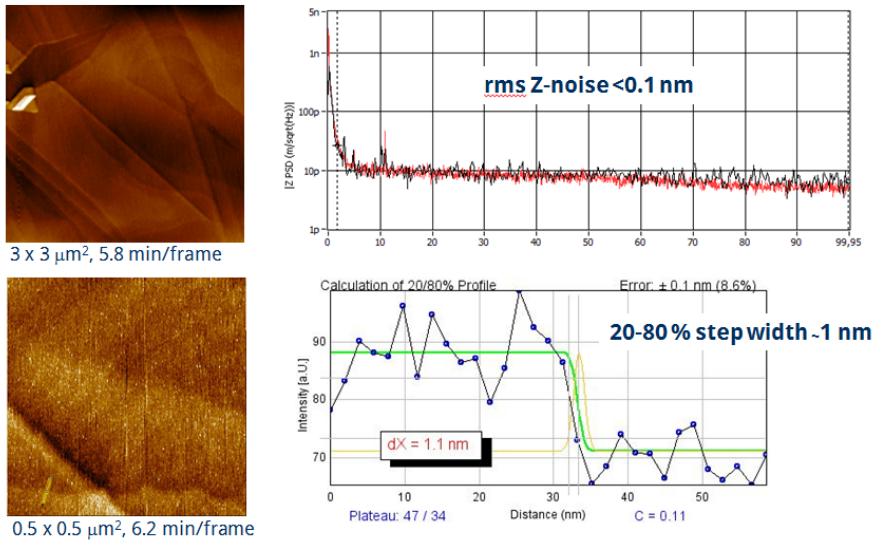 3 x 3 μm², 5.8 min/frame
5n
1n
100p
10p
1p
|Z PSD (m/sqrt(Hz))|
rms Z-noise<0.1 nm
0 10 20 30 40 50 60 70 80 90 99,95
0.5 x 0.5 μm², 6.2 min/frame
Calculation of 20/80% Profile Error: ± 0.1 nm (8.6%)
20-80 % step width ~1 nm
90
80
70
Intensity [a.U.]
dX = 1.1 nm
0 10 20 30 40 50
Plateau: 47 / 34 Distance (nm) C = 0.11